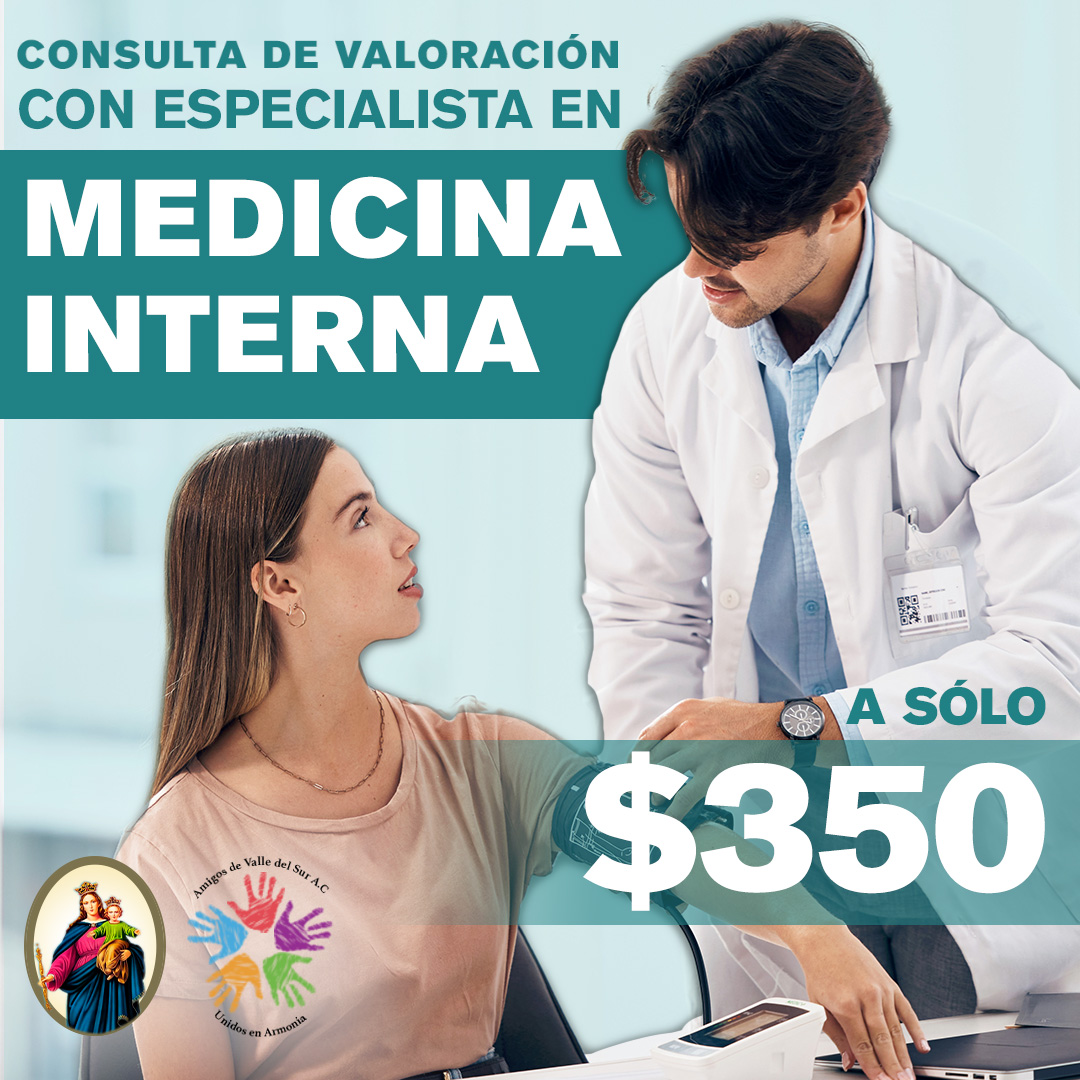 CONSULTA DE VALORACIÓN
CON ESPECIALISTA EN
MEDICINA
INTERNA
A SÓLO
$350
Amigos de Valle del Sur A.C
Unidos en Armonía